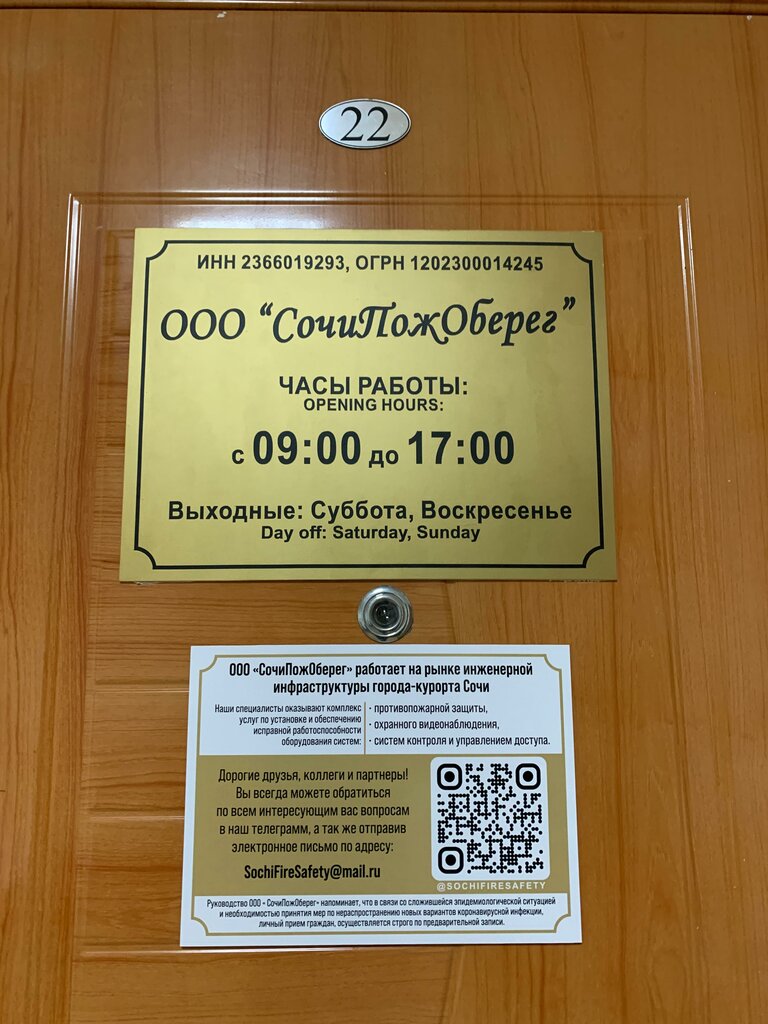 22
ИНН 2366019293, ОГРН 1202300014245
ООО “СочиПожОберег”
ЧАСЫ РАБОТЫ:
OPENING HOURS:
с 09:00 до 17:00
Выходные: Суббота, Воскресенье
Day off: Saturday, Sunday
ООО «СочиПожОберег» работает на рынке инженерной
инфраструктуры города-курорта Сочи
Наши специалисты оказывают комплекс
услуг по установке и обеспечению
исправной работоспособности
оборудования систем:
· противопожарной защиты,
· охранного видеонаблюдения,
· систем контроля и управлением доступа.
Дорогие друзья, коллеги и партнеры!
Вы всегда можете обратиться
по всем интересующим вас вопросам
в наш телеграмм, а так же отправив
электронное письмо по адресу:
SochiFireSafety@mail.ru
@SOCHIFIRESAFETY
Руководство ООО « СочиПожОберег» напоминает, что в связи со сложившейся эпидемиологической ситуацией
и необходимостью принятия мер по нераспространению новых вариантов коронавирусной инфекции,
личный прием граждан, осуществляется строго по предварительной записи.